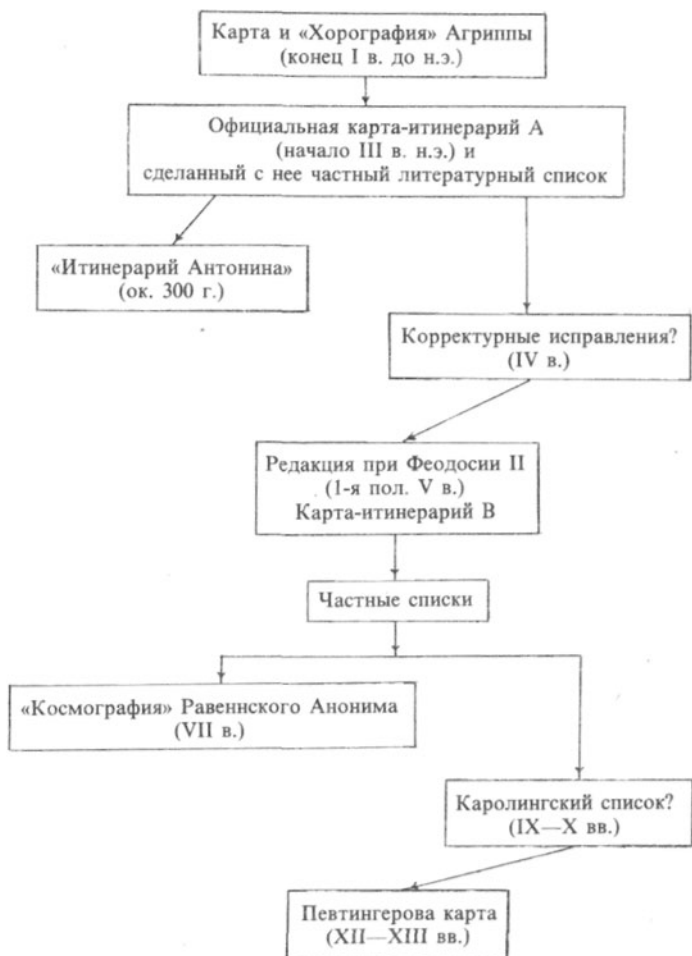 Карта и «Хорография» Агриппы
(конец I в. до н.э.)
Официальная карта-итинерарий А
(начало III в. н.э.) и
сделанный с нее частный литературный список
«Итинерарий Антонина»
(ок. 300 г.)
Корректурные исправления?
(IV в.)
Редакция при Феодосии II
(1-я пол. V в.)
Карта-итинерарий В
Частные списки
«Космография» Равеннского Анонима
(VII в.)
Каролингский список?
(IX—X вв.)
Певтингерова карта
(XII—XIII вв.)